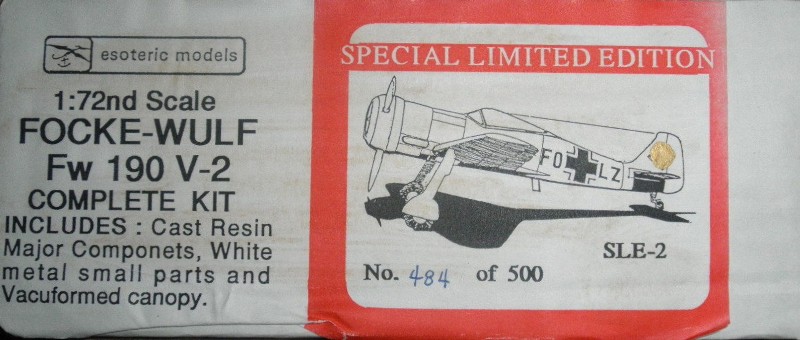 esoteric models
1:72nd Scale
FOCKE-WULF
Fw 190 V-2
COMPLETE KIT
INCLUDES : Cast Resin
Major Componets, White
metal small parts and
Vacuformed canopy.
SPECIAL LIMITED EDITION
FO LZ
SLE-2
No. 484 of 500